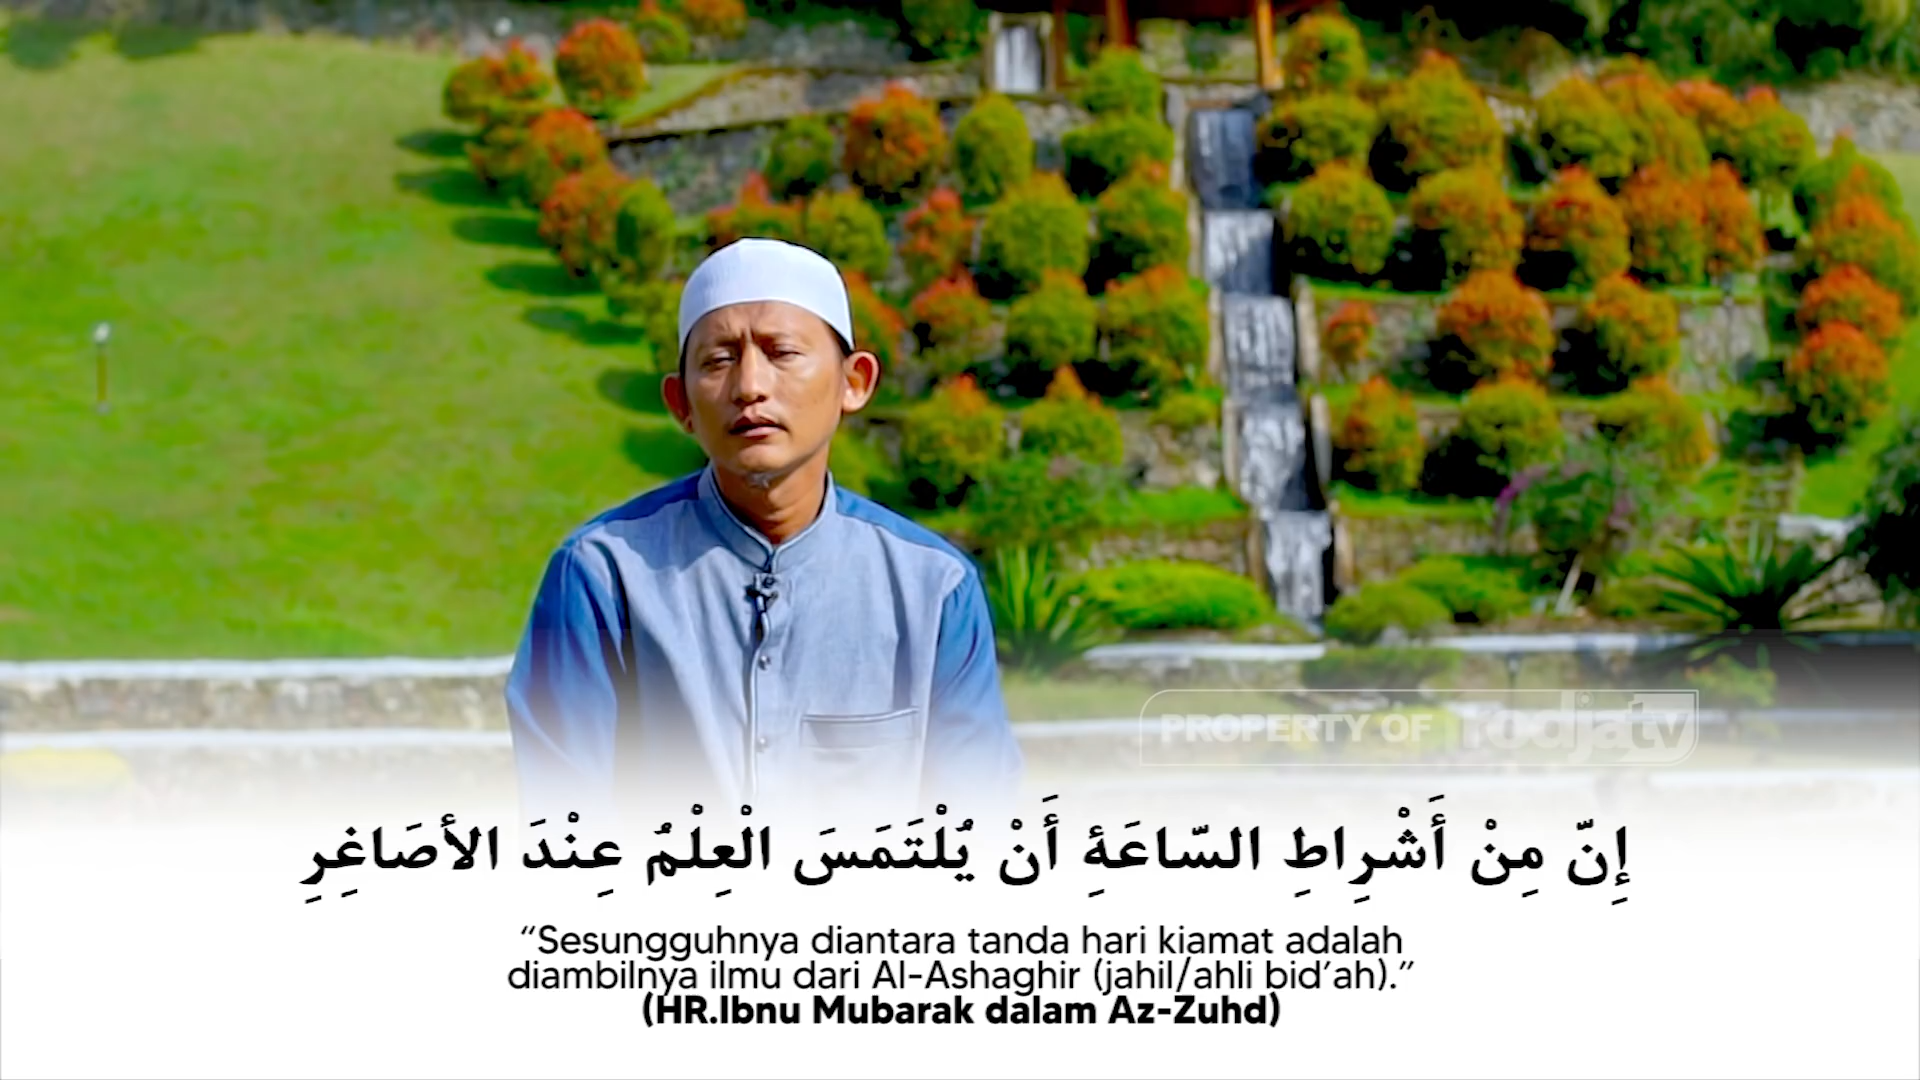 PROPERTY OF rodjatv
إِنّ مِنْ أَشْرَاطِ السّاعَةِ أَنْ يُلْتَمَسَ الْعِلْمُ عِنْدَ الأصَاغِرِ
“Sesungguhnya diantara tanda hari kiamat adalah
diambilnya ilmu dari Al-Ashaghir (jahil/ahli bid’ah).”
(HR.Ibnu Mubarak dalam Az-Zuhd)